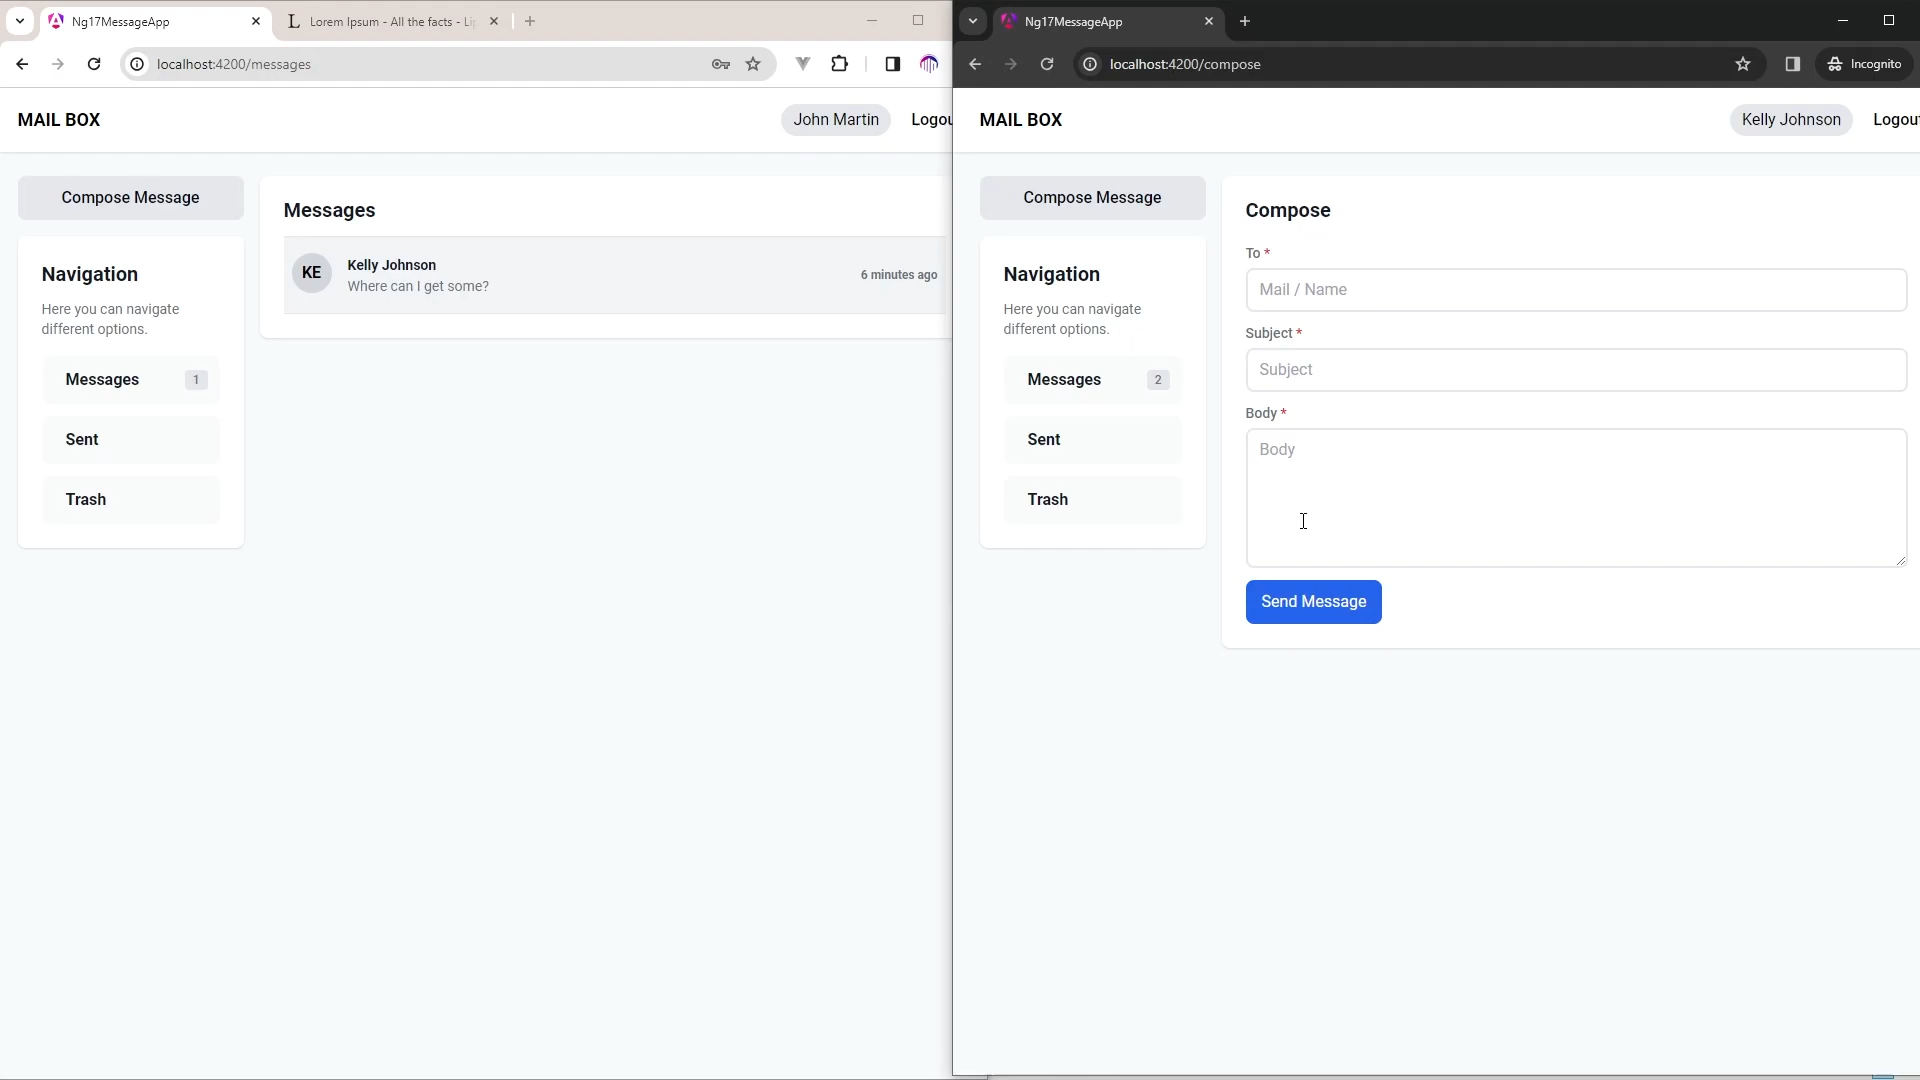 Ng17MessageApp
Lorem Ipsum - All the facts - Li
localhost:4200/messages
MAIL BOX
John Martin
Logou
Compose Message
Navigation
Here you can navigate
different options.
Messages 1
Sent
Trash
Messages
KE
Kelly Johnson
Where can I get some?
6 minutes ago
Ng17MessageApp
localhost:4200/compose
Incognito
MAIL BOX
Kelly Johnson
Logout
Compose Message
Navigation
Here you can navigate
different options.
Messages 2
Sent
Trash
Compose
To *
Mail / Name
Subject *
Subject
Body *
Body
Send Message